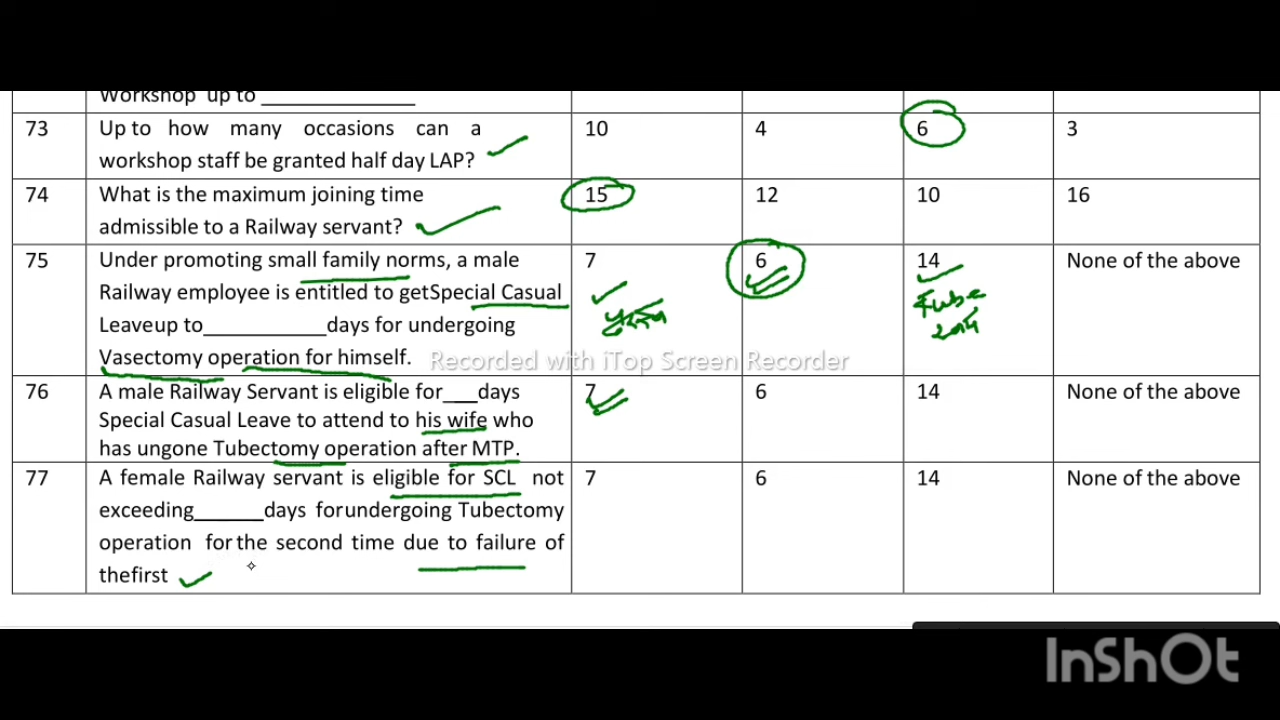 Workshop up to ______________
73 Up to how many occasions can a 10 4 6 3
workshop staff be granted half day LAP?
74 What is the maximum joining time 15 12 10 16
admissible to a Railway servant?
75 Under promoting small family norms, a male 7 6 14 None of the above
Railway employee is entitled to getSpecial Casual
Leaveup to___________days for undergoing
Vasectomy operation for himself.
Recorded with iTop Screen Recorder
76 A male Railway Servant is eligible for___days 7 6 14 None of the above
Special Casual Leave to attend to his wife who
has ungone Tubectomy operation after MTP.
77 A female Railway servant is eligible for SCL not 7 6 14 None of the above
exceeding______days forundergoing Tubectomy
operation forthe second time due to failure of
thefirst
InShOt